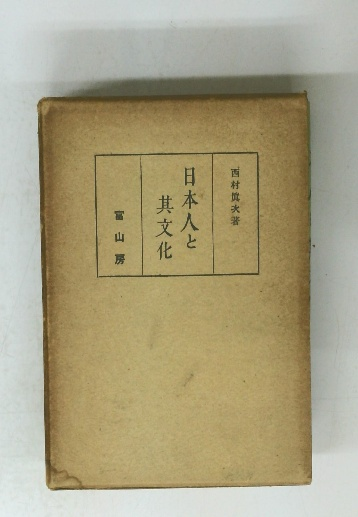 西村眞次著
日本人と
其文化
冨山房